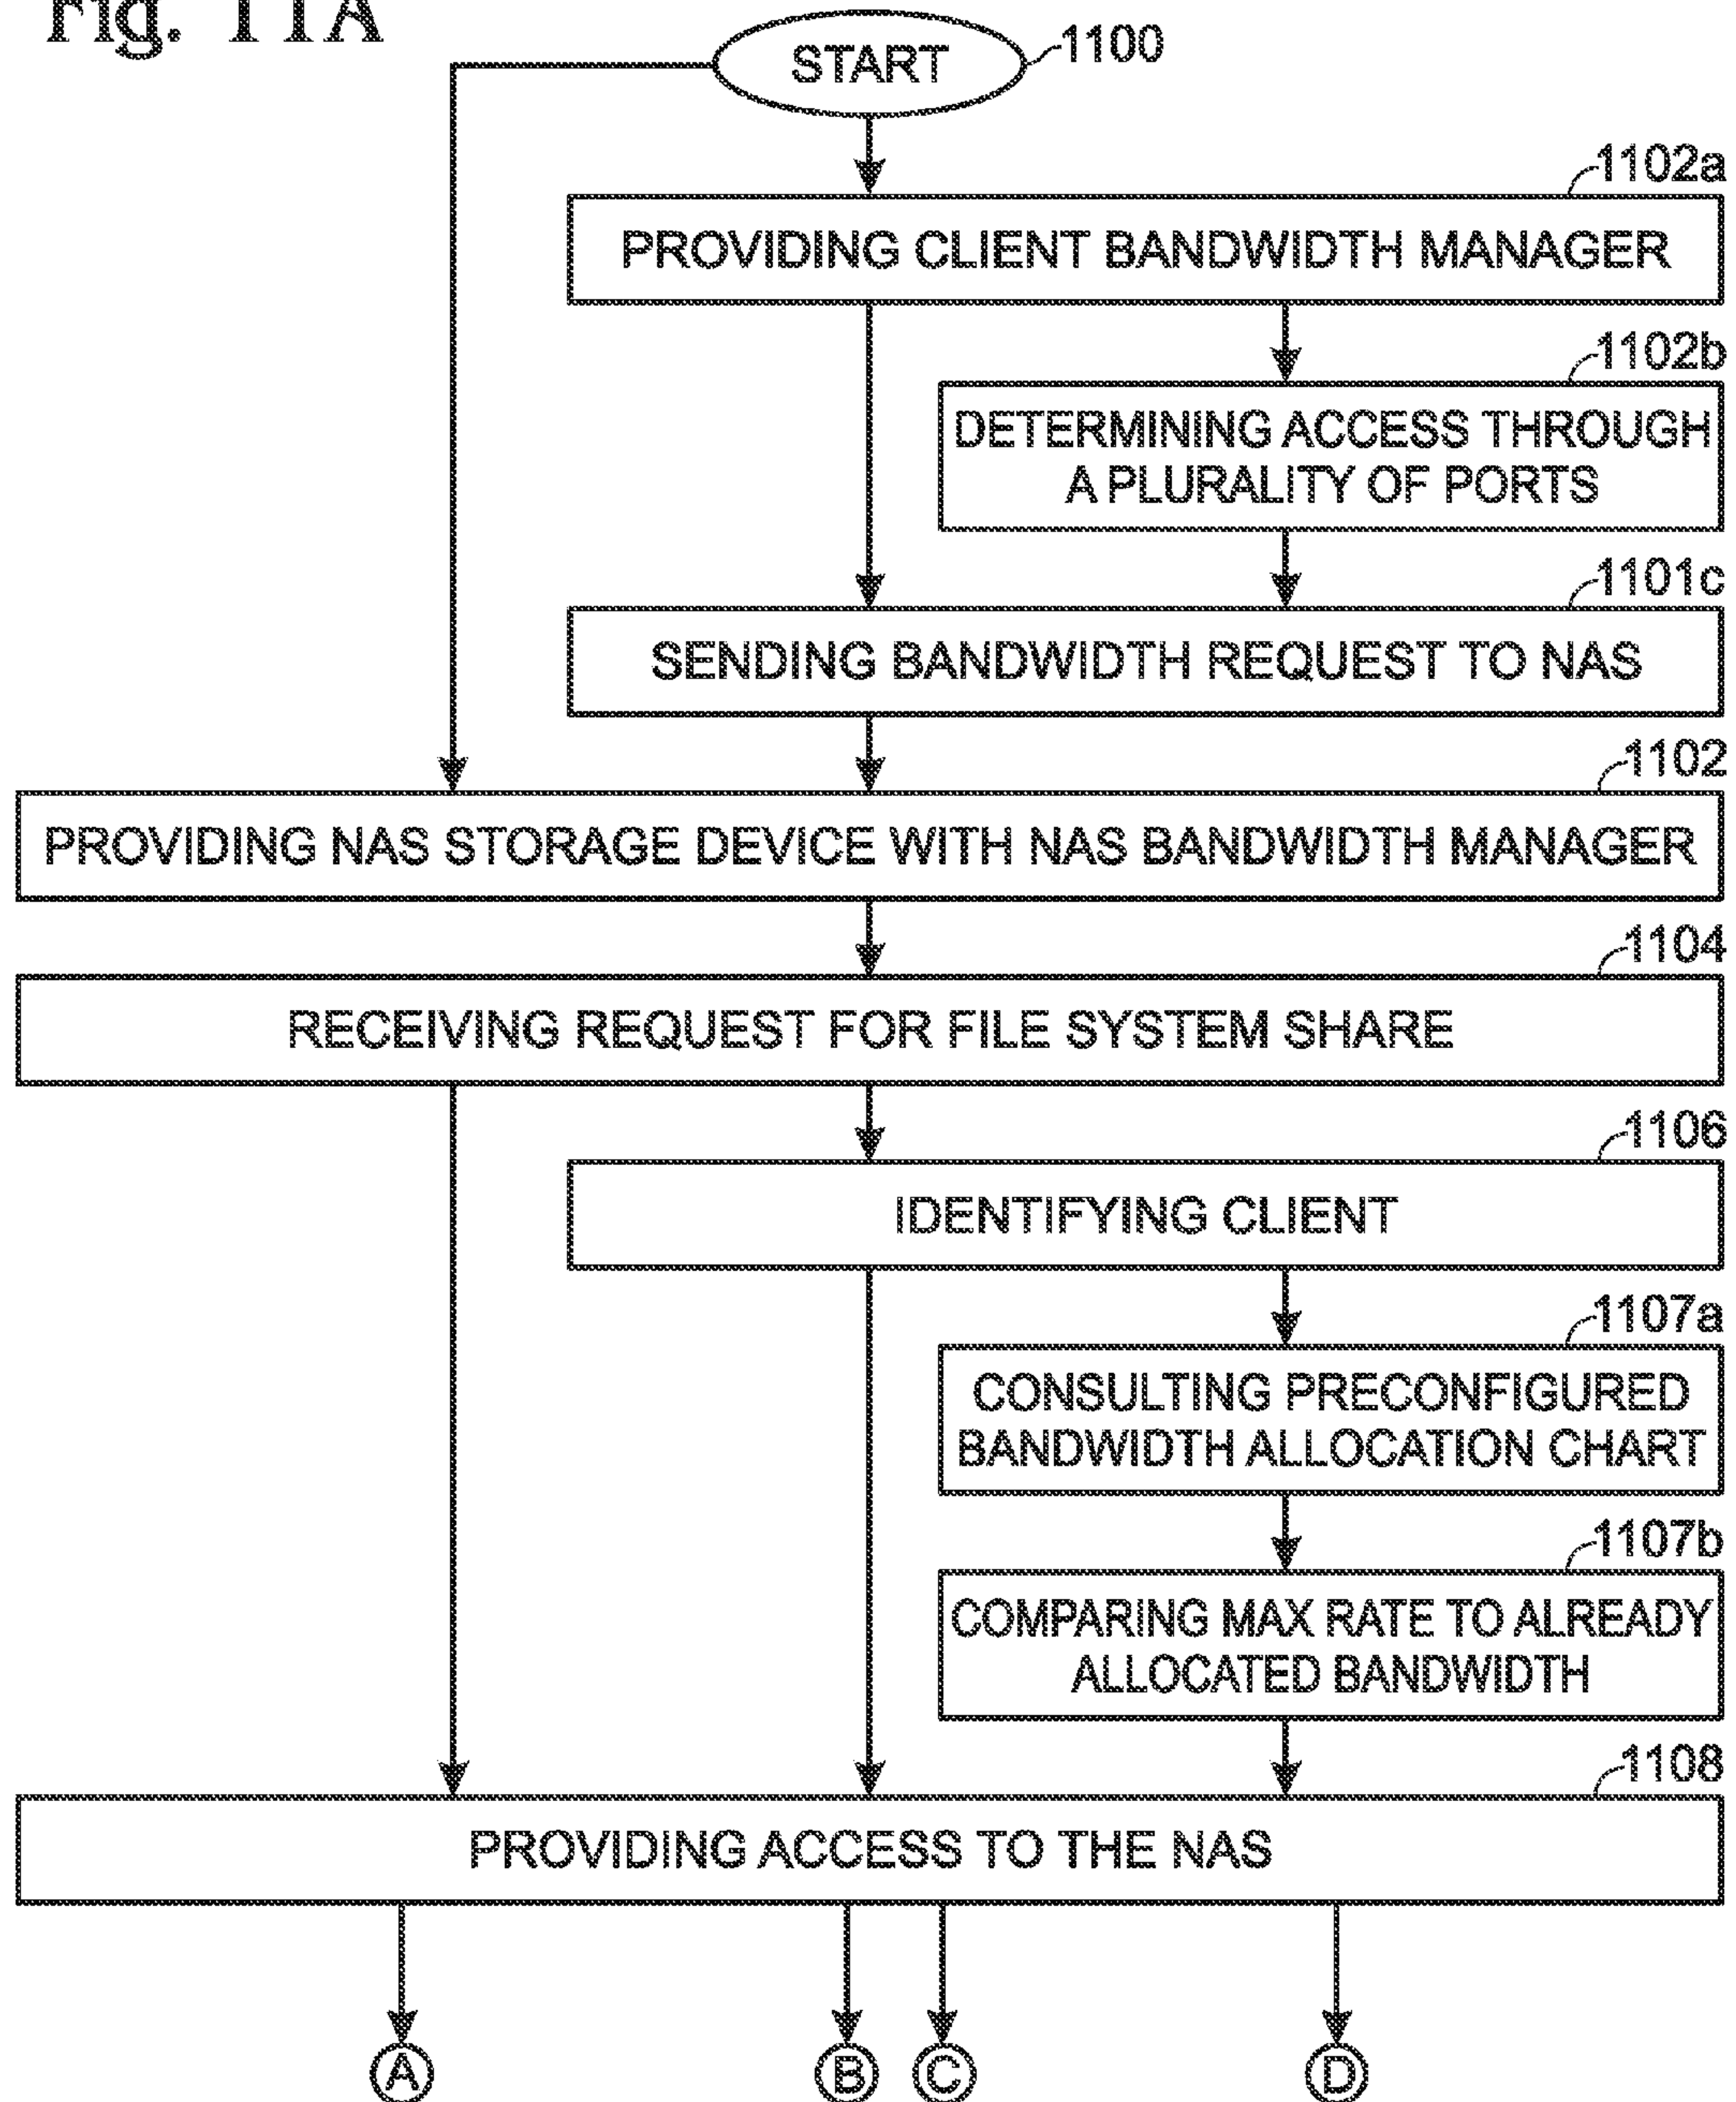 Fig. 11A
START
1100
1102a
PROVIDING CLIENT BANDWIDTH MANAGER
1102b
DETERMINING ACCESS THROUGH
A PLURALITY OF PORTS
1101c
SENDING BANDWIDTH REQUEST TO NAS
1102
PROVIDING NAS STORAGE DEVICE WITH NAS BANDWIDTH MANAGER
1104
RECEIVING REQUEST FOR FILE SYSTEM SHARE
1106
IDENTIFYING CLIENT
1107a
CONSULTING PRECONFIGURED
BANDWIDTH ALLOCATION CHART
1107b
COMPARING MAX RATE TO ALREADY
ALLOCATED BANDWIDTH
1108
PROVIDING ACCESS TO THE NAS
A
B
C
D